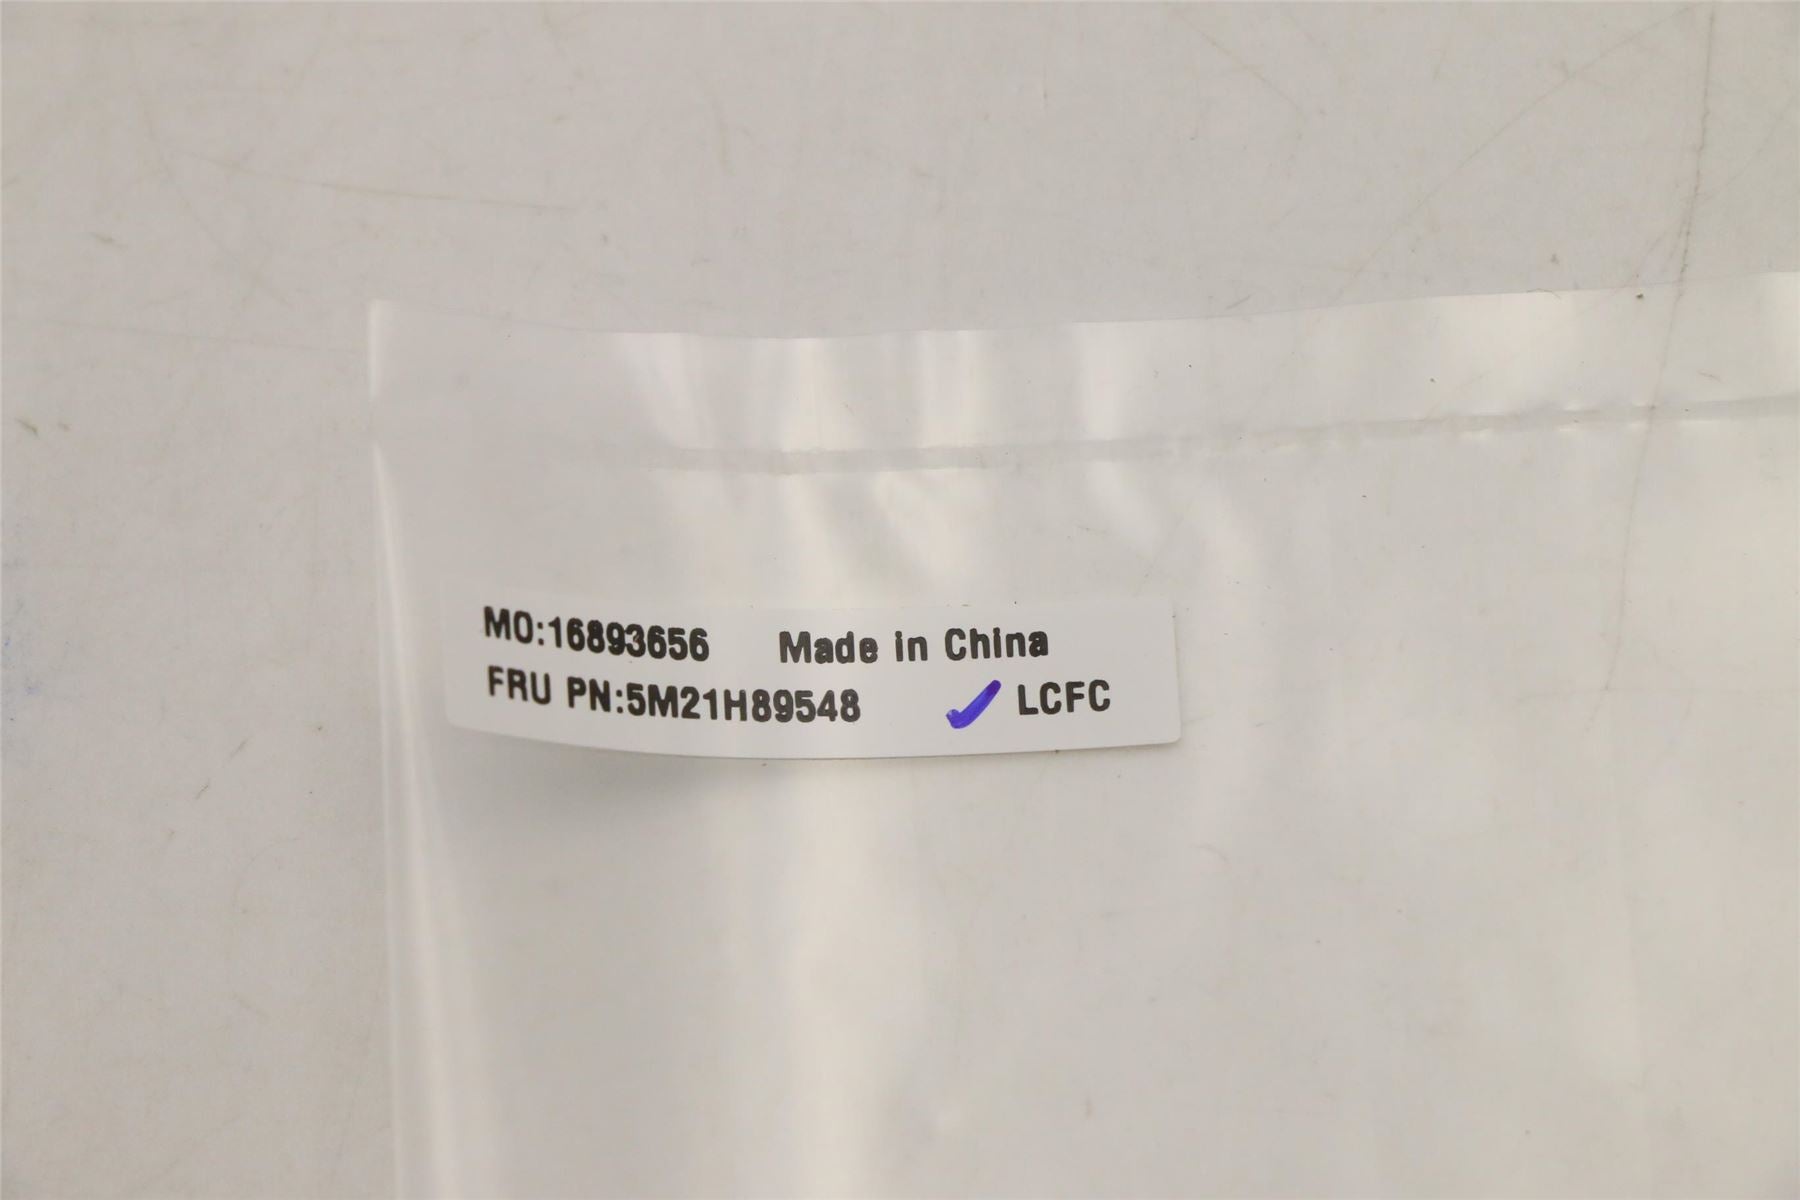 MO:16893656 Made in China
FRU PN:5M21H89548 ✓ LCFC